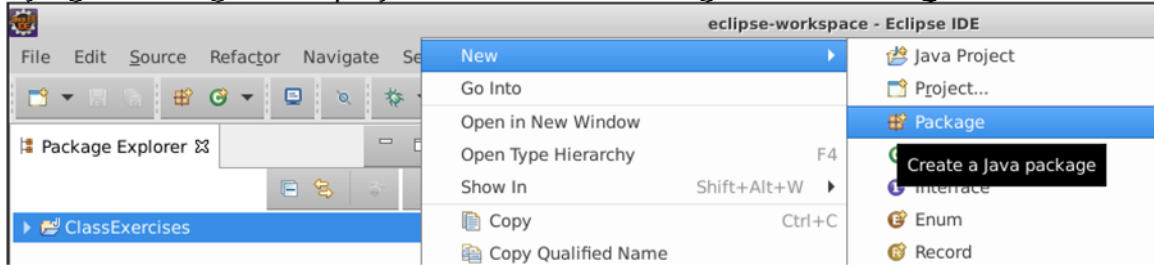 eclipse-workspace - Eclipse IDE
File Edit Source Refactor Navigate Se
New
Java Project
Go Into
Project...
Open in New Window
Package
Package Explorer
Open Type Hierarchy F4
Create a Java package
Show In Shift+Alt+W
Interface
ClassExercises
Copy Ctrl+C
Enum
Copy Qualified Name
Record